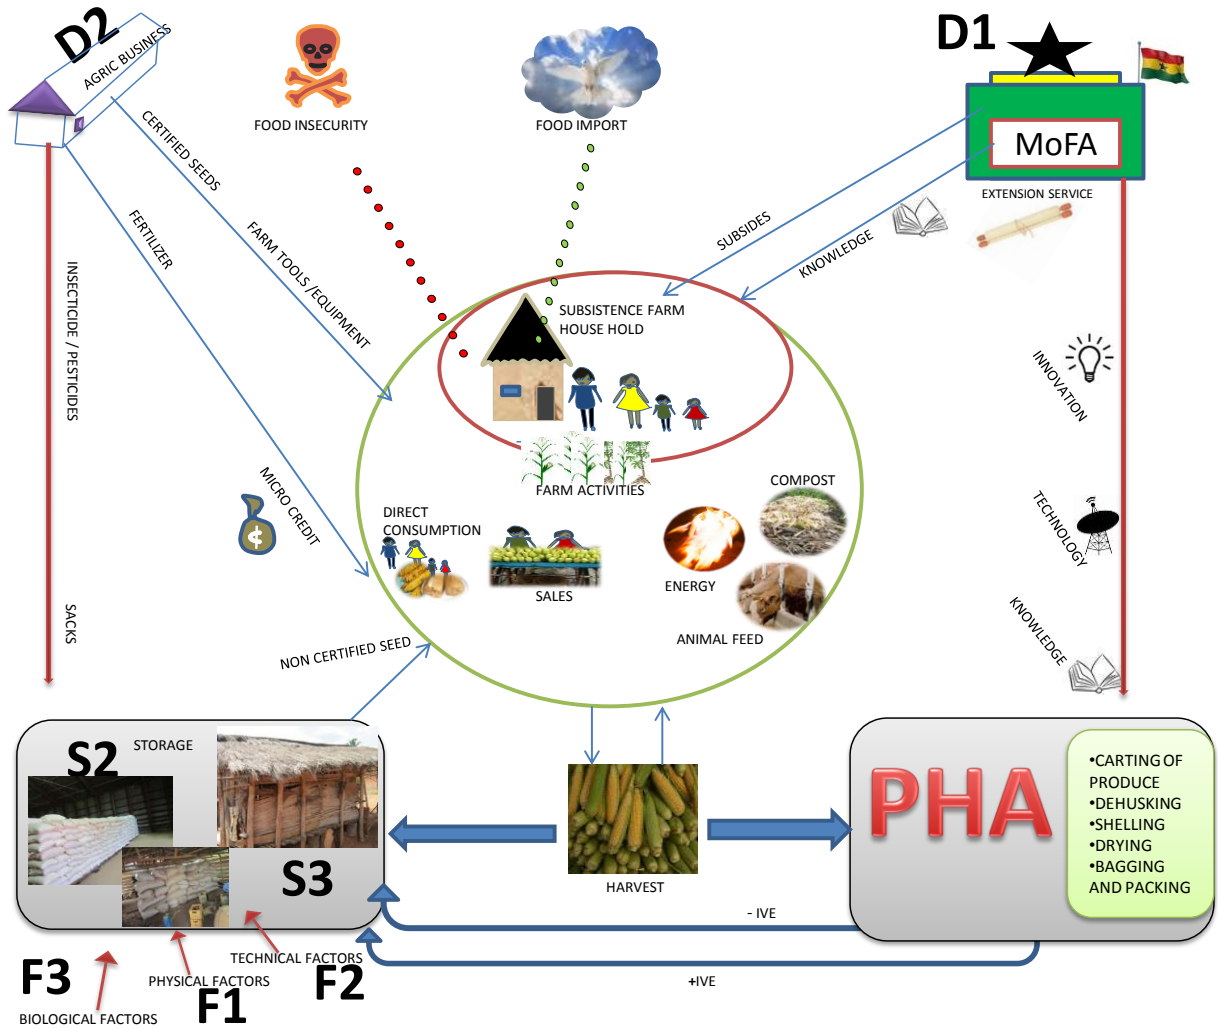 D2
D1
AGRIC BUSINESS
FOOD INSECURITY
FOOD IMPORT
MoFA
EXTENSION SERVICE
CERTIFIED SEEDS
FARM TOOLS /EQUIPMENT
FERTILIZER
MICRO CREDIT
¢
INSECTICIDE / PESTICIDES
SACKS
SUBSIDES
KNOWLEDGE
SUBSISTENCE FARM
HOUSE HOLD
FARM ACTIVITIES
DIRECT
CONSUMPTION
SALES
ENERGY
COMPOST
ANIMAL FEED
INNOVATION
TECHNOLOGY
KNOWLEDGE
NON CERTIFIED SEED
S2
STORAGE
S3
HARVEST
PHA
•CARTING OF
PRODUCE
•DEHUSKING
•SHELLING
•DRYING
•BAGGING
AND PACKING
- IVE
+IVE
TECHNICAL FACTORS
F2
PHYSICAL FACTORS
F1
F3
BIOLOGICAL FACTORS